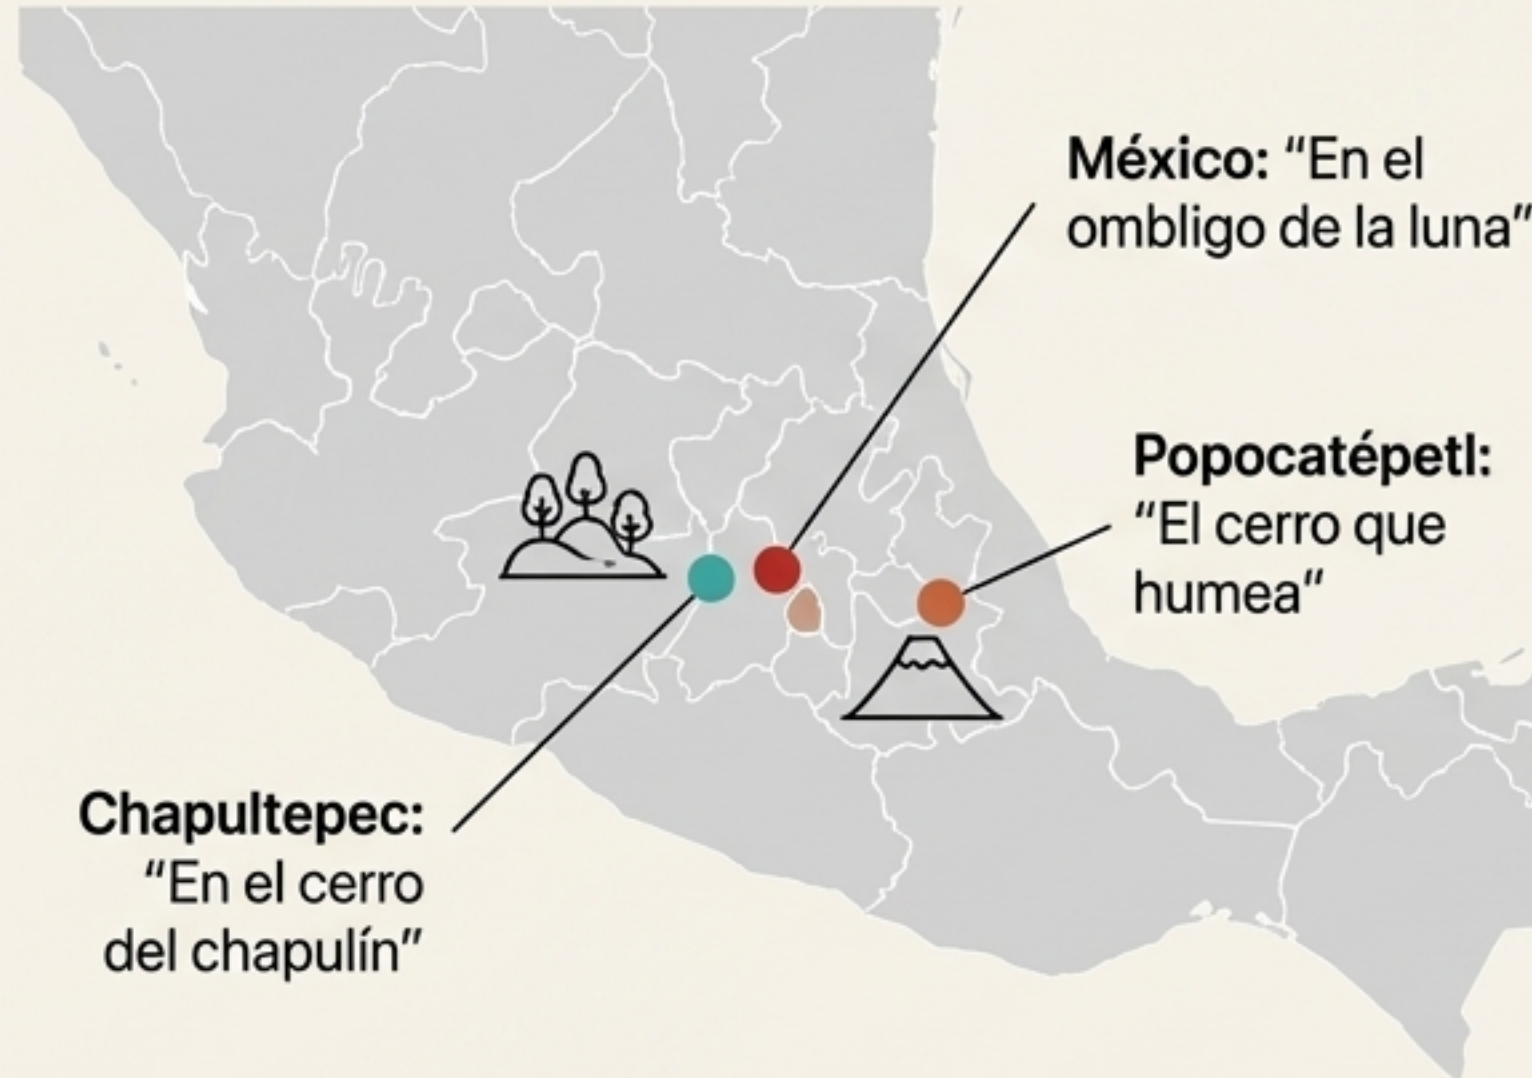 México: “En el
ombligo de la luna”
Popocatépetl:
“El cerro que
humea”
Chapultepec:
“En el cerro
del chapulín”